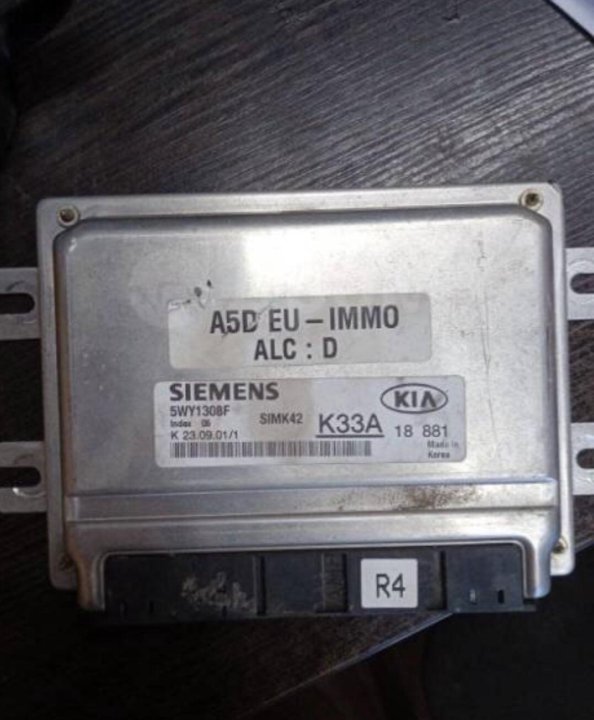 A5D EU - IMMO
ALC : D
SIEMENS
5WY1308F
Index 06
SIMK42
K33A
K 23.09.01/1
KIA
18 881
Made in
Korea
R4